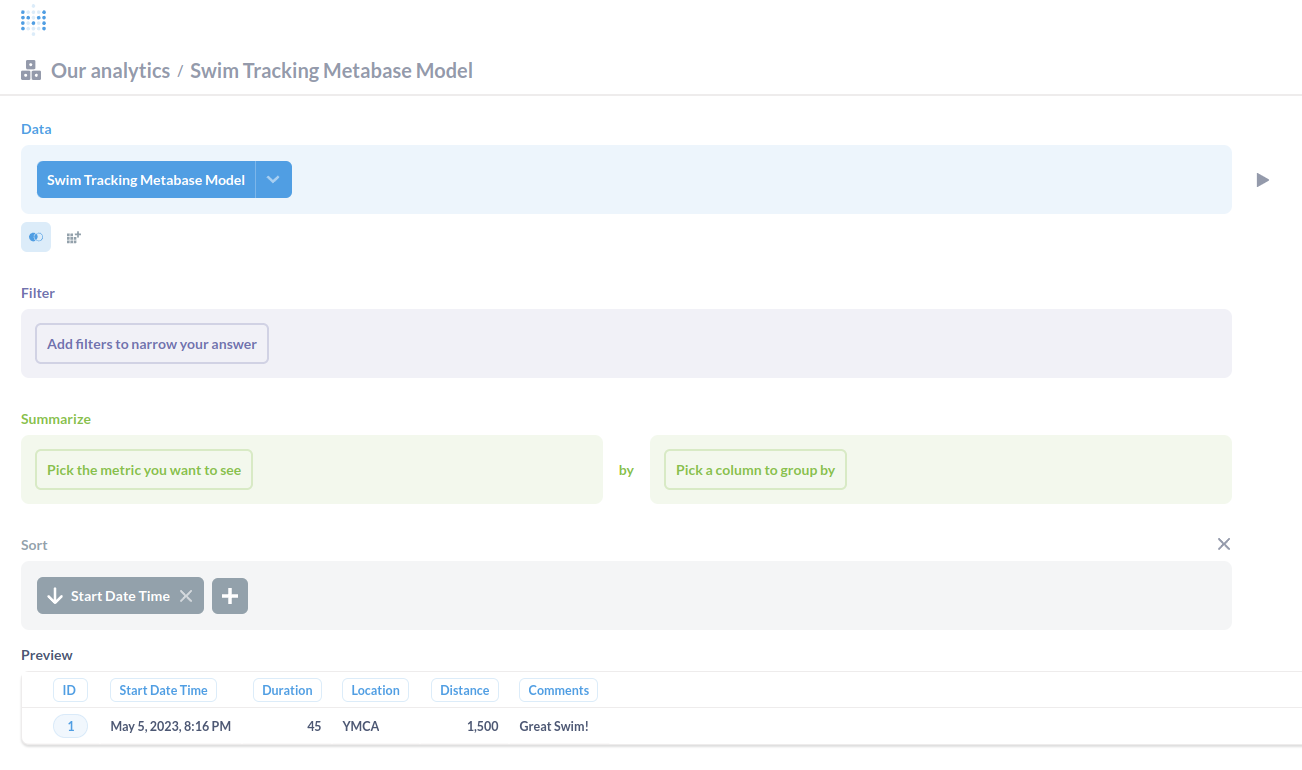 Our analytics / Swim Tracking Metabase Model
Data
Swim Tracking Metabase Model
Filter
Add filters to narrow your answer
Summarize
Pick the metric you want to see by Pick a column to group by
Sort
Start Date Time
Preview
ID Start Date Time Duration Location Distance Comments
1 May 5, 2023, 8:16 PM 45 YMCA 1,500 Great Swim!